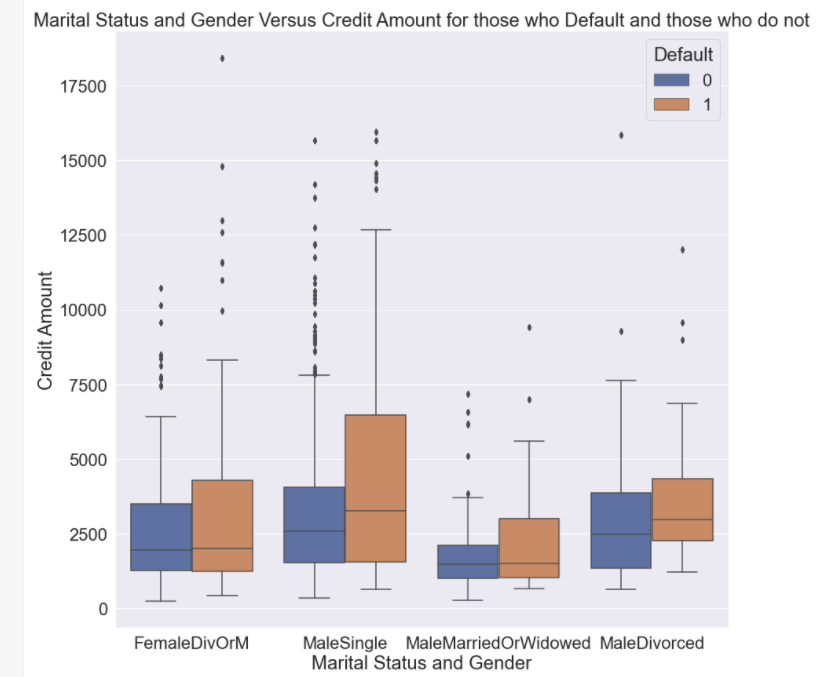 Marital Status and Gender Versus Credit Amount for those who Default and those who do not
Default
0
1
Credit Amount
17500
15000
12500
10000
7500
5000
2500
0
FemaleDivOrM MaleSingle MaleMarriedOrWidowed MaleDivorced
Marital Status and Gender